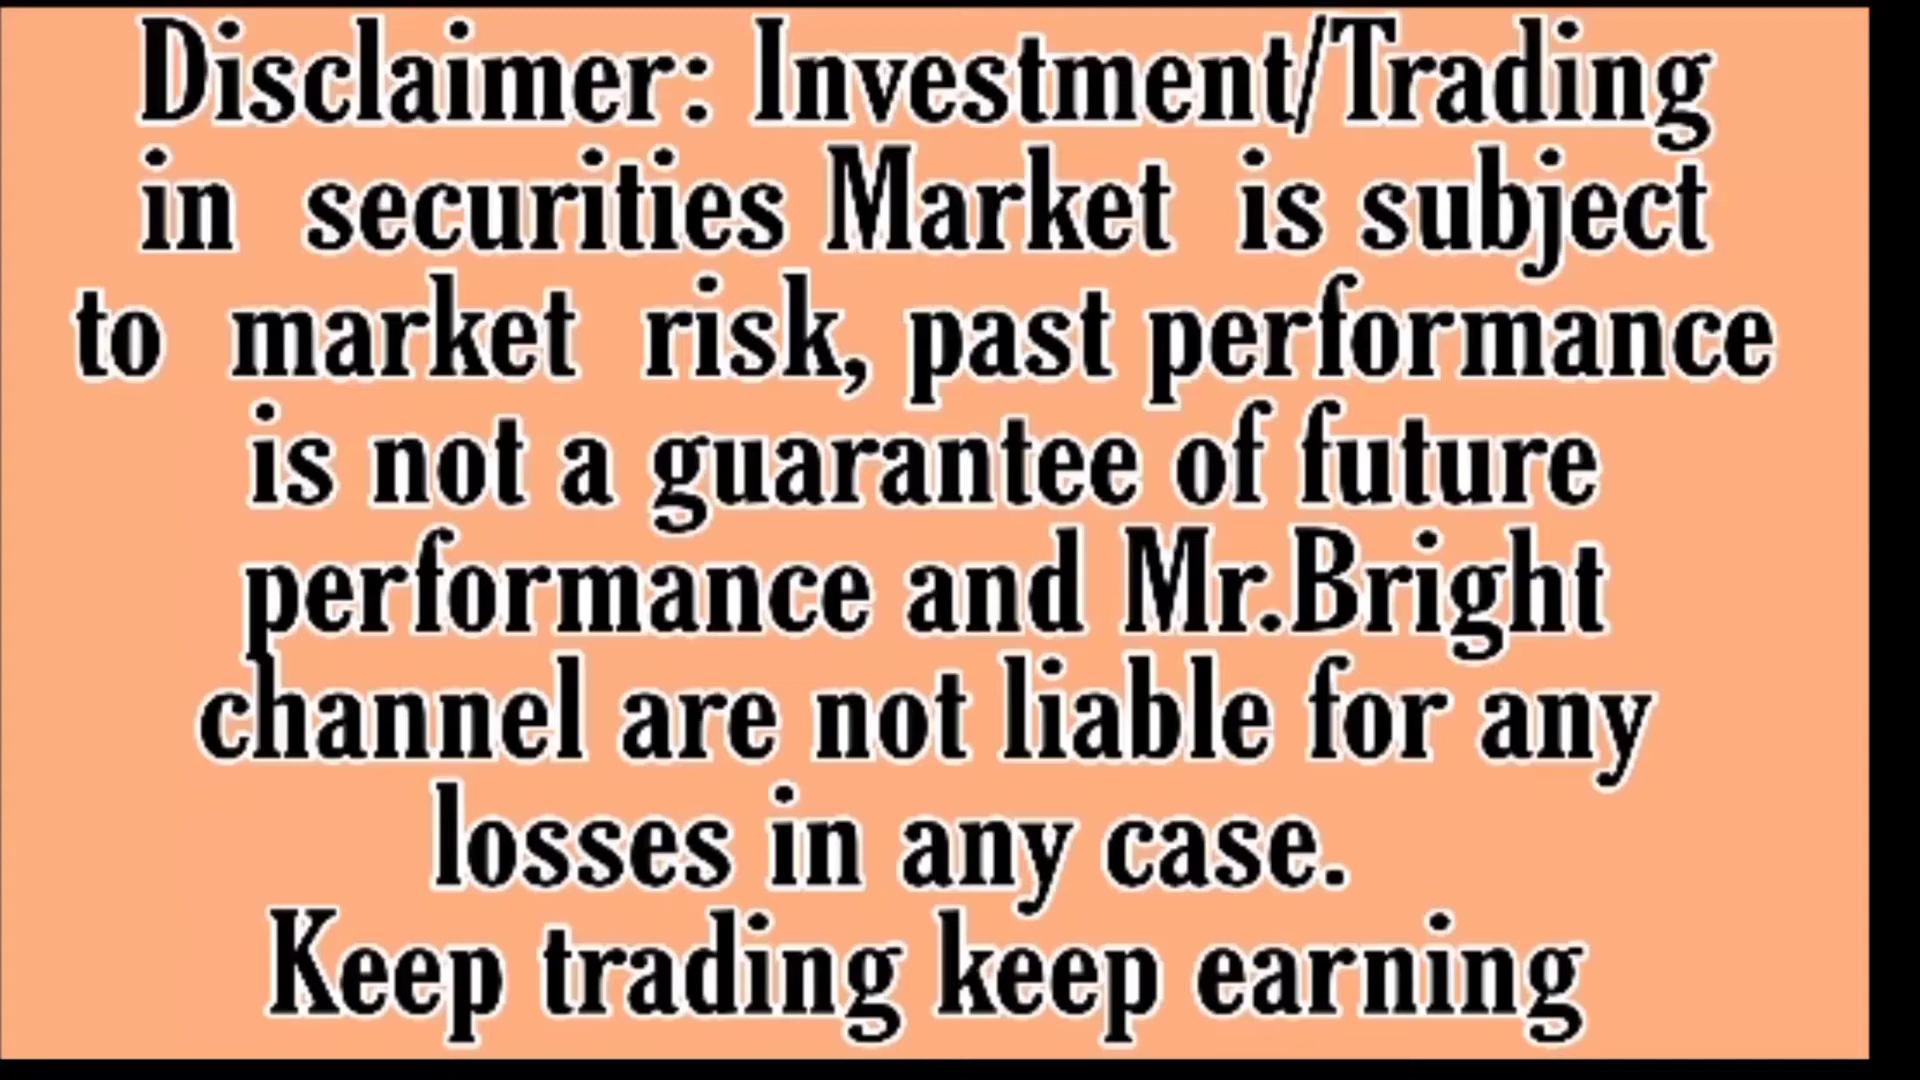 Disclaimer: Investment/Trading
in securities Market is subject
to market risk, past performance
is not a guarantee of future
performance and Mr.Bright
channel are not liable for any
losses in any case.
Keep trading keep earning